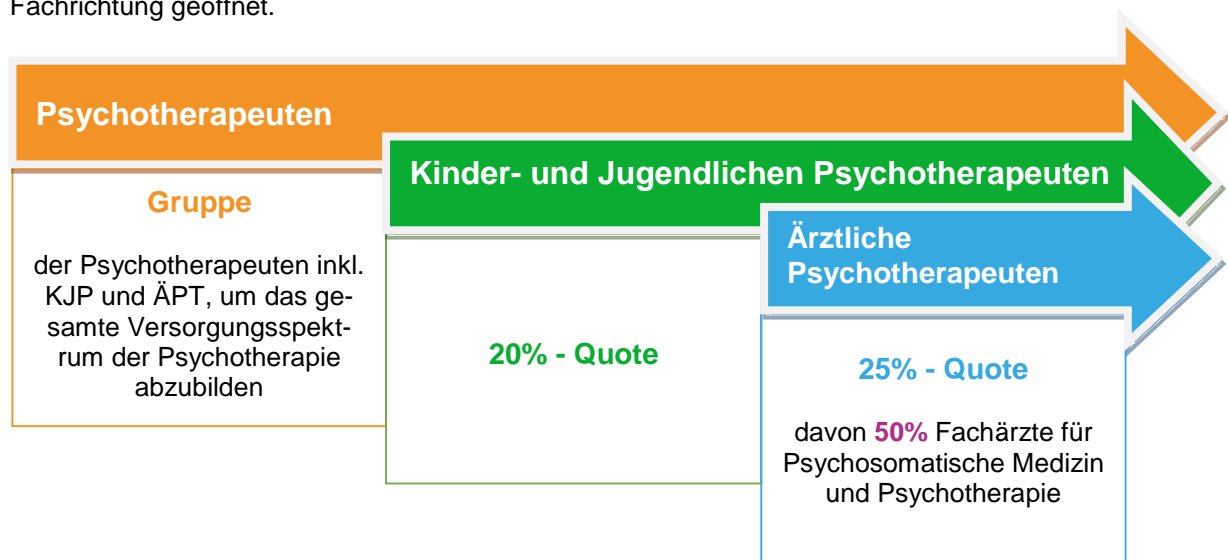 Fachrichtung geöffnet.
Psychotherapeuten
Gruppe
der Psychotherapeuten inkl.
KJP und ÄPT, um das ge-
samte Versorgungsspekt-
rum der Psychotherapie
abzubilden
Kinder- und Jugendlichen Psychotherapeuten
20% - Quote
Ärztliche
Psychotherapeuten
25% - Quote
davon 50% Fachärzte für
Psychosomatische Medizin
und Psychotherapie